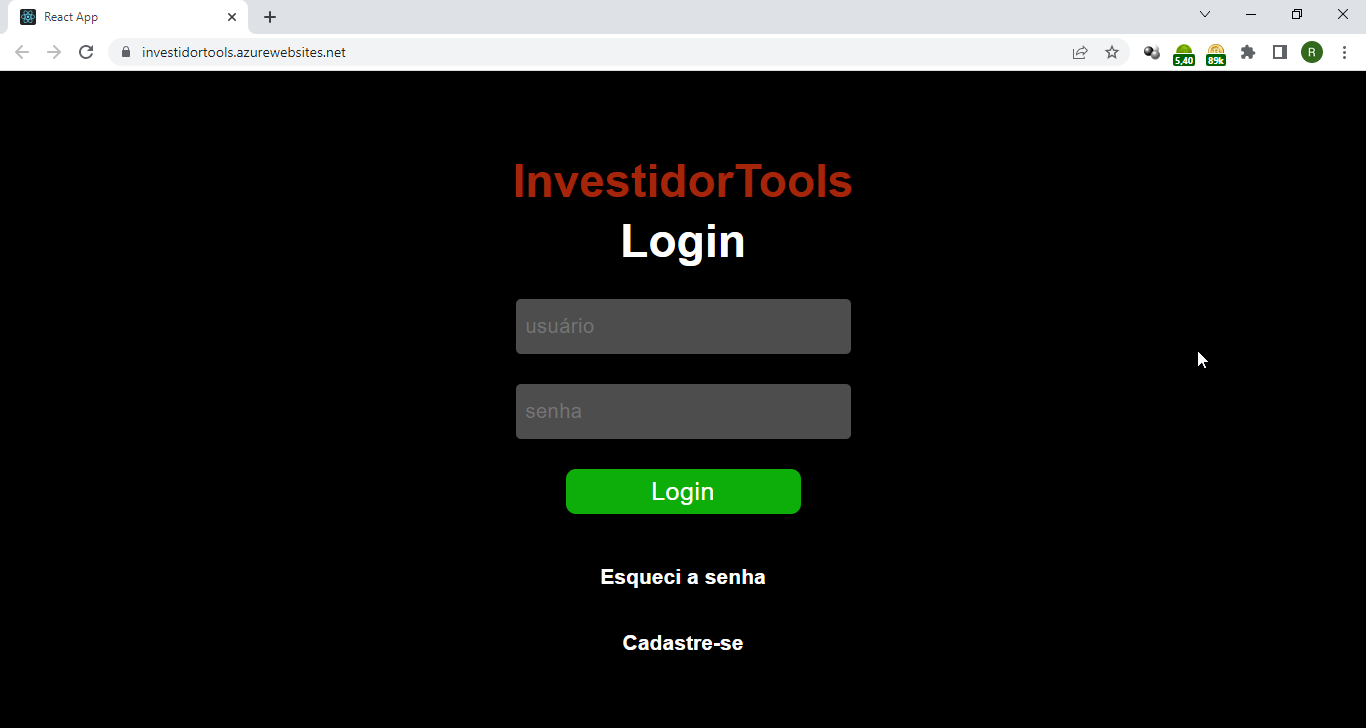 React App
investidortools.azurewebsites.net
5,40
89k
R
InvestidorTools
Login
usuário
senha
Login
Esqueci a senha
Cadastre-se